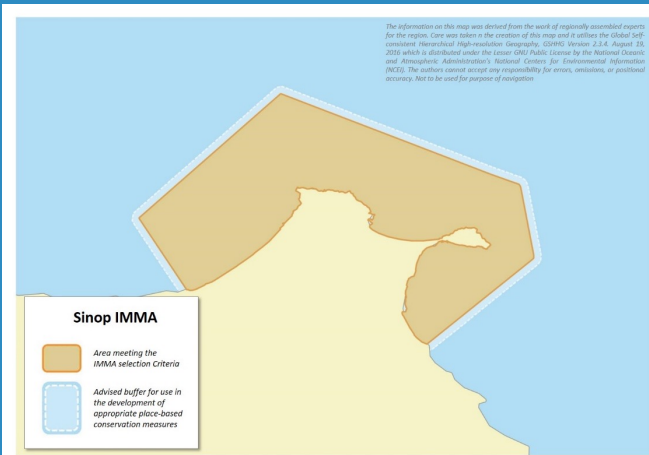 The information on this map was derived from the work of regionally assembled experts
for the region. Care was taken n the creation of this map and it utilises the Global Self-
consistent Hierarchical High-resolution Geography, GSHHG Version 2.3.4. August 19,
2016 which is distributed under the Lesser GNU Public License by the National Oceanic
and Atmospheric Administration's National Centers for Environmental Information
(NCEI). The authors cannot accept any responsibility for errors, omissions, or positional
accuracy. Not to be used for purpose of navigation
Sinop IMMA
Area meeting the
IMMA selection Criteria
Advised buffer for use in
the development of
appropriate place-based
conservation measures